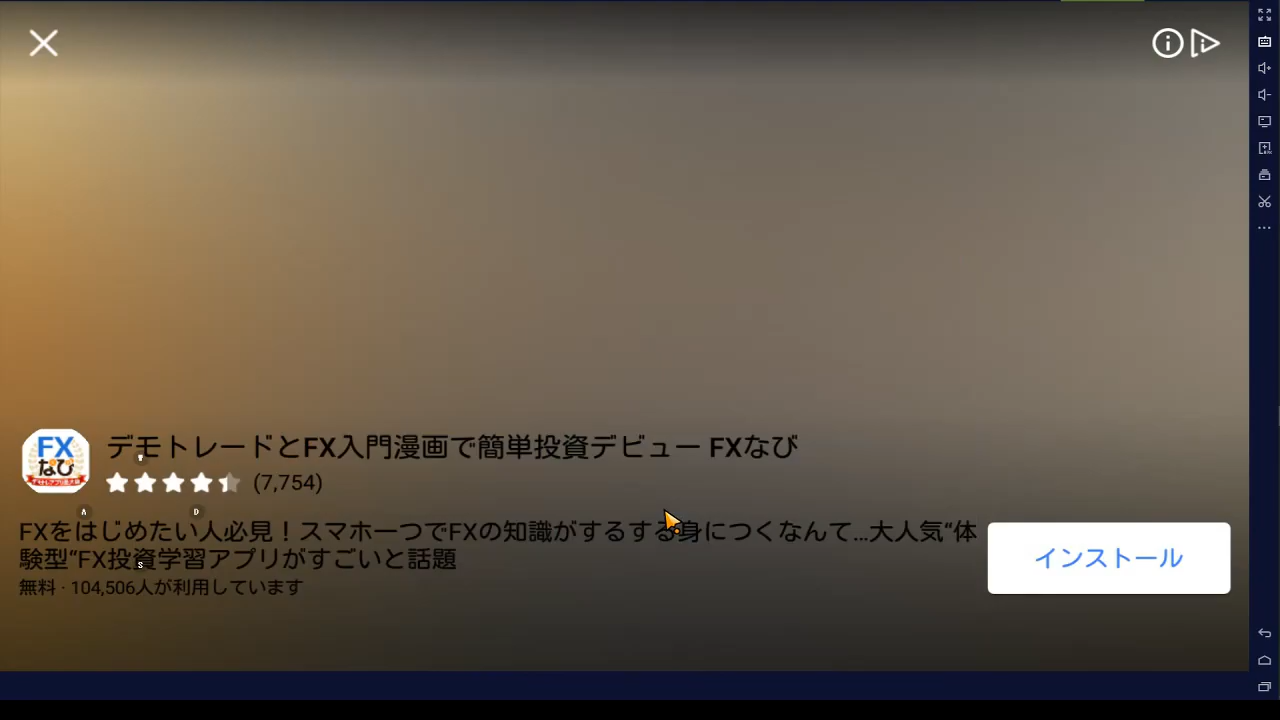 FX
なび
デモトレードとFX入門漫画で簡単投資デビュー FXなび
W
(7,754)
A
D
FXをはじめたい人必見！スマホ一つでFXの知識がするする身につくなんて...大人気“体
験型“FX投資学習アプリがすごいと話題
S
無料 · 104,506人が利用しています
インストール